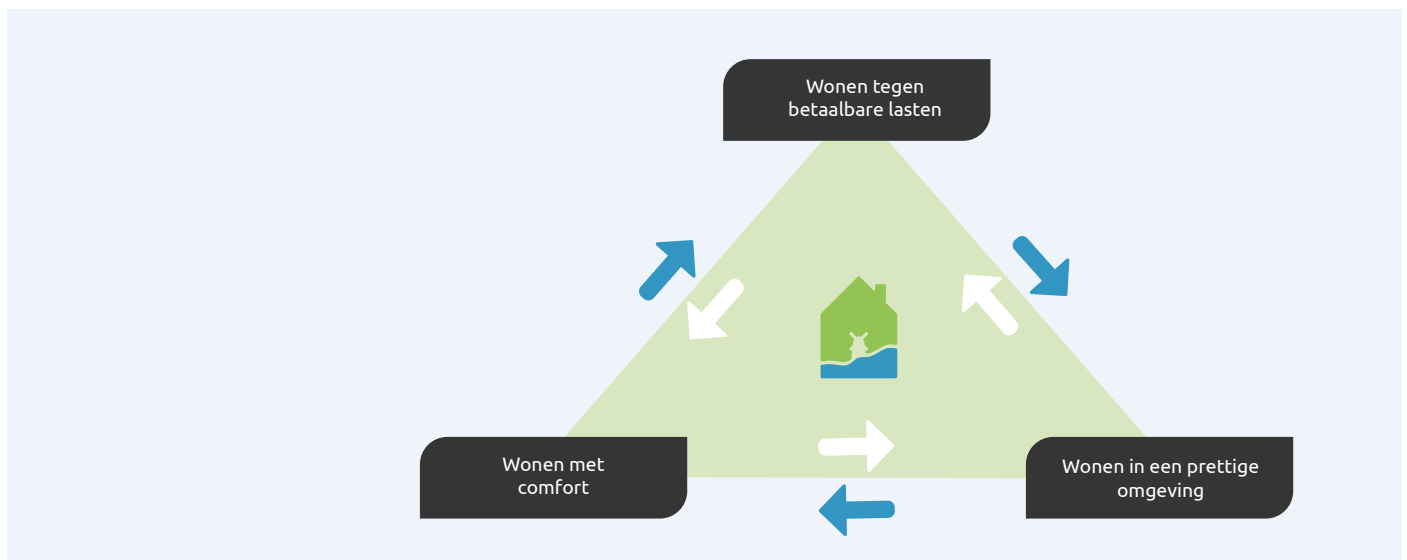 Wonen tegen
betaalbare lasten
Wonen met
comfort
Wonen in een prettige
omgeving